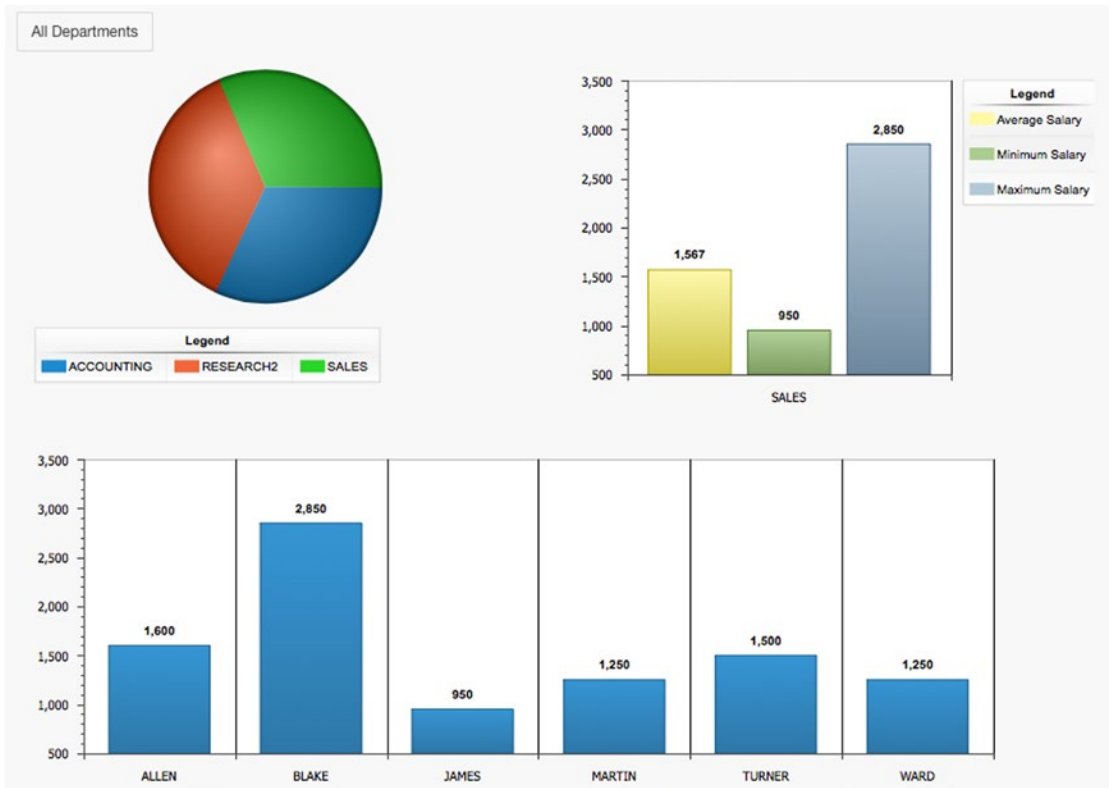 All Departments
Legend
ACCOUNTING RESEARCH2 SALES
3,500
3,000
2,500
2,000
1,500
1,000
500
1,567
950
2,850
SALES
Legend
Average Salary
Minimum Salary
Maximum Salary
3,500
3,000
2,500
2,000
1,500
1,000
500
1,600
2,850
950
1,250
1,500
1,250
ALLEN BLAKE JAMES MARTIN TURNER WARD